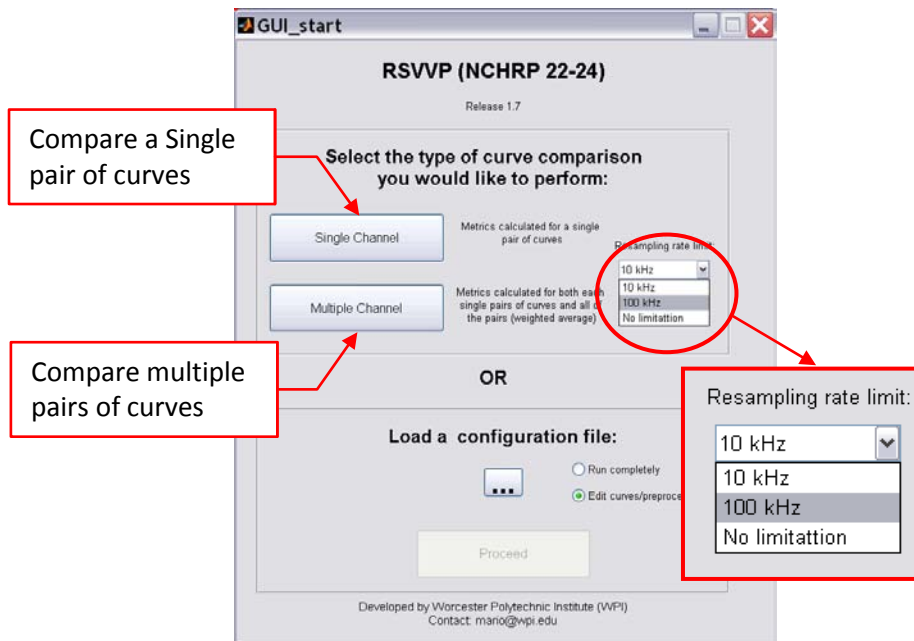 GUI_start
RSVVP (NCHRP 22-24)
Release 1.7
Compare a Single
pair of curves
Select the type of curve comparison
you would like to perform:
Single Channel
Metrics calculated for a single
pair of curves
Resampling rate limit:
10 kHz
10 kHz
100 kHz
No limitattion
Multiple Channel
Metrics calculated for both each
single pairs of curves and all of
the pairs (weighted average)
Compare multiple
pairs of curves
OR
Resampling rate limit:
10 kHz
10 kHz
100 kHz
No limitattion
Load a configuration file:
...
Run completely
Edit curves/preproce
Proceed
Developed by Worcester Polytechnic Institute (WPI)
Contact: mario@wpi.edu